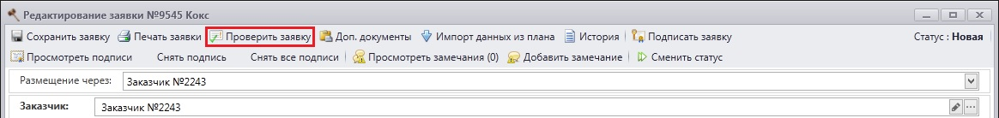 Редактирование заявки №9545 Кокс
Сохранить заявку Печать заявки Проверить заявку Доп. документы Импорт данных из плана История Подписать заявку Статус : Новая
Просмотреть подписи Снять подпись Снять все подписи Просмотреть замечания (0) Добавить замечание Сменить статус
Размещение через: Заказчик №2243
Заказчик: Заказчик №2243